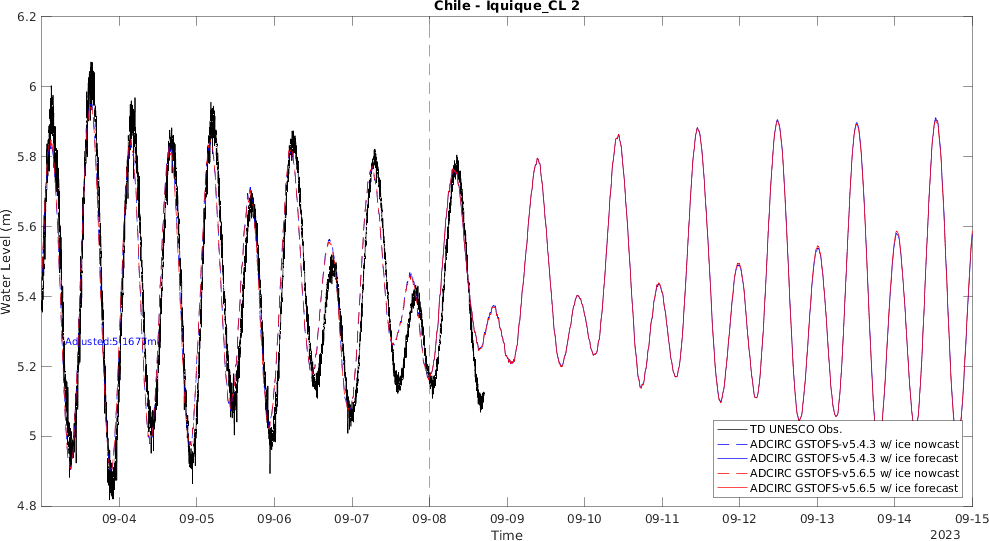 Chile - Iquique_CL 2
6.2
6
5.8
5.6
5.4
5.2
5
4.8
Water Level (m)
Adjusted:5.1677m
TD UNESCO Obs.
ADCIRC GSTOFS-v5.4.3 w/ ice nowcast
ADCIRC GSTOFS-v5.4.3 w/ ice forecast
ADCIRC GSTOFS-v5.6.5 w/ ice nowcast
ADCIRC GSTOFS-v5.6.5 w/ ice forecast
09-04 09-05 09-06 09-07 09-08 09-09 09-10 09-11 09-12 09-13 09-14 09-15
Time
2023